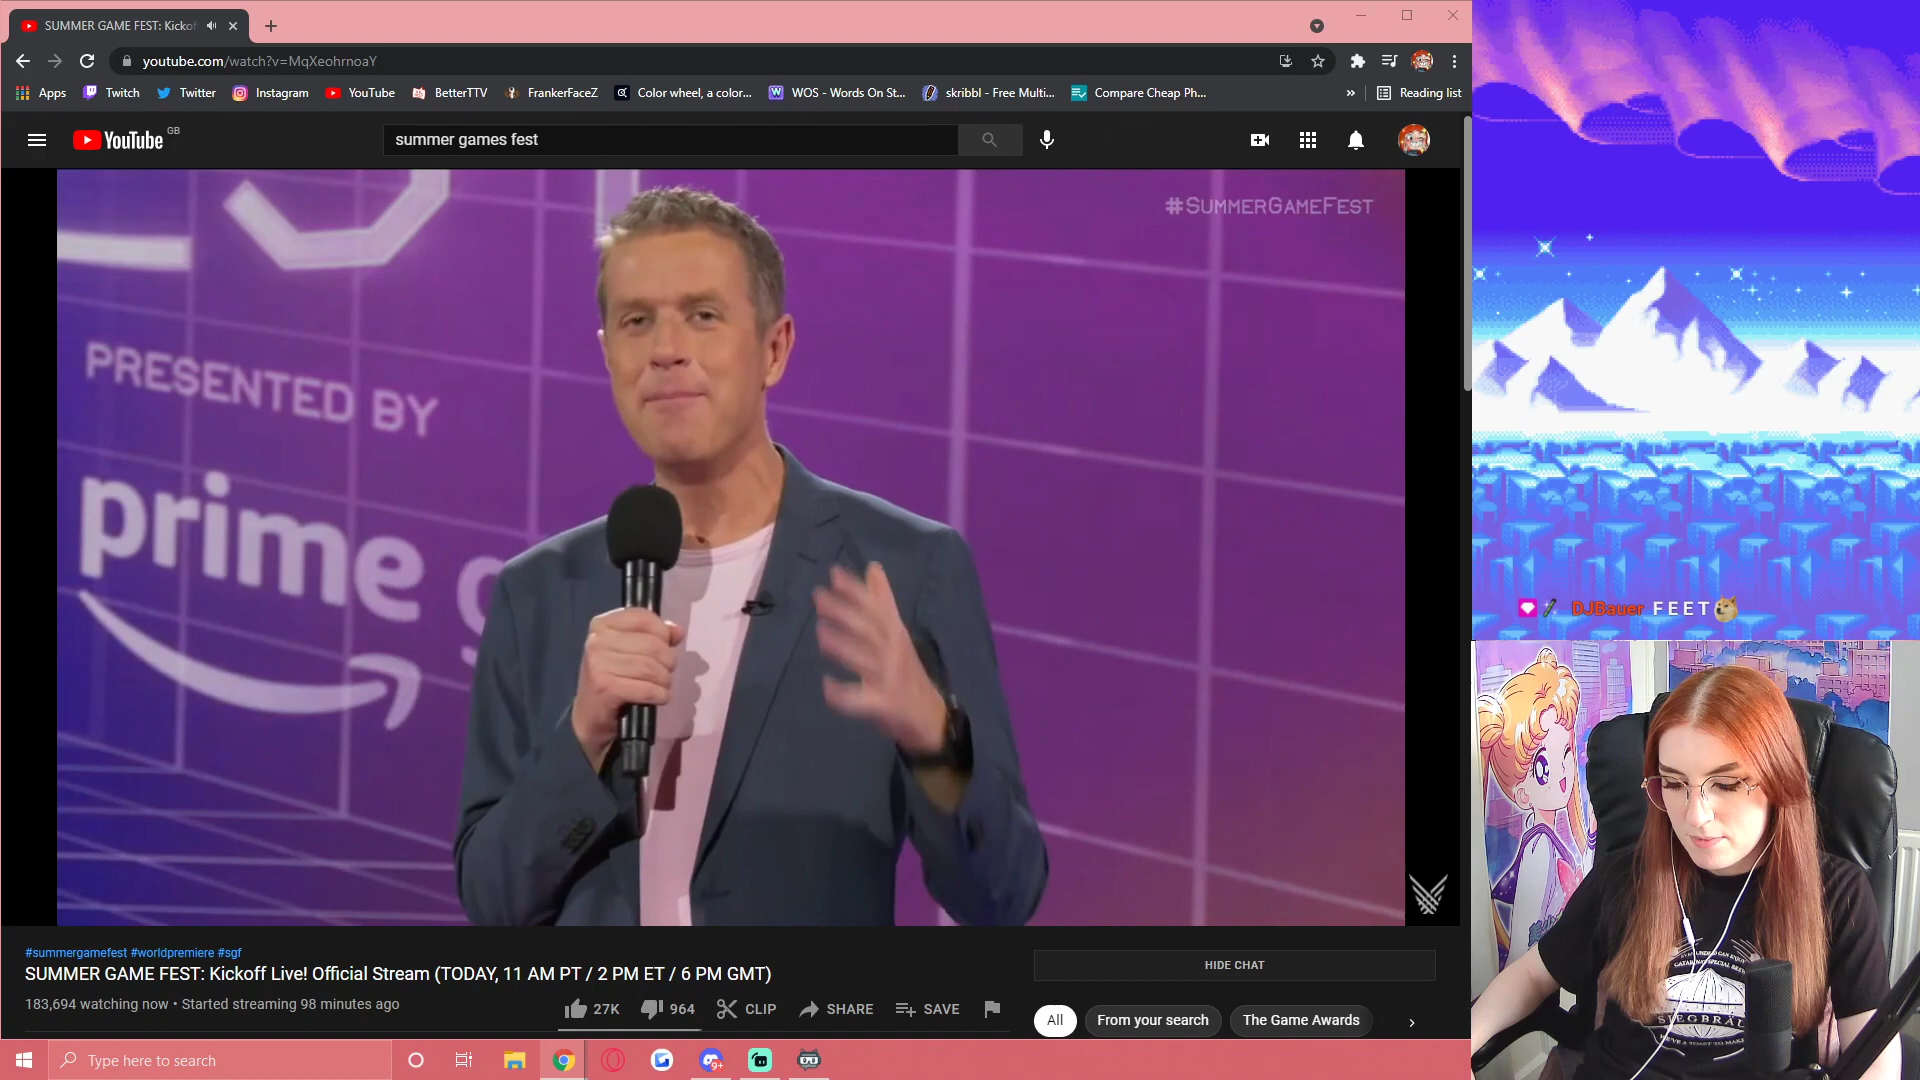 SUMMER GAME FEST: Kicko
youtube.com/watch?v=MqXeohrnoaY
Apps
Twitch
Twitter
Instagram
YouTube
BetterTTV
FrankerFaceZ
Color wheel, a color...
WOS - Words On St...
skribbl - Free Multi...
Compare Cheap Ph...
»
Reading list
YouTube GB
summer games fest
#SUMMERGAMEFEST
PRESENTED BY
prime g
DJBauer F E E T
#summergamefest #worldpremiere #sgf
SUMMER GAME FEST: Kickoff Live! Official Stream (TODAY, 11 AM PT / 2 PM ET / 6 PM GMT)
183,694 watching now • Started streaming 98 minutes ago
27K
964
CLIP
SHARE
SAVE
HIDE CHAT
All
From your search
The Game Awards
SIEGBRÄU
Type here to search
9+